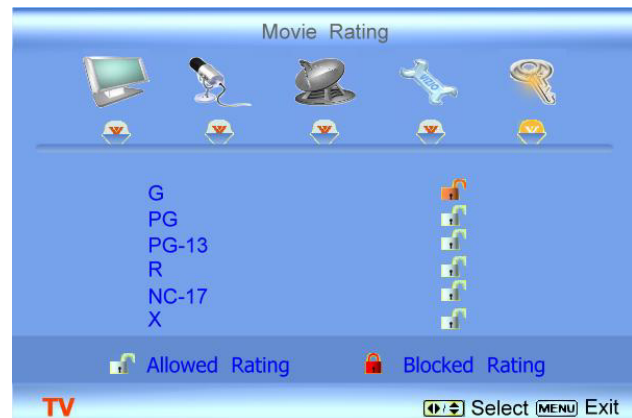 Movie Rating
G
PG
PG-13
R
NC-17
X
Allowed Rating Blocked Rating
TV Select MENU Exit